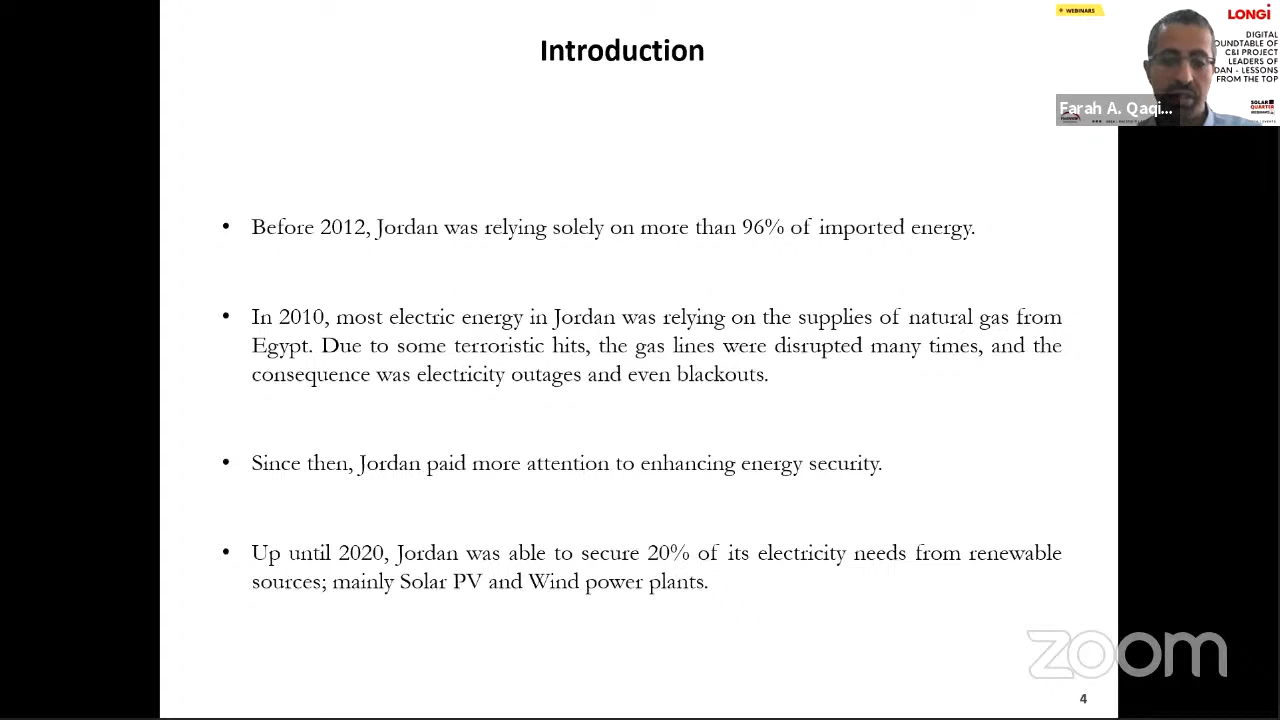 Introduction
• Before 2012, Jordan was relying solely on more than 96% of imported energy.
• In 2010, most electric energy in Jordan was relying on the supplies of natural gas from
Egypt. Due to some terroristic hits, the gas lines were disrupted many times, and the
consequence was electricity outages and even blackouts.
• Since then, Jordan paid more attention to enhancing energy security.
• Up until 2020, Jordan was able to secure 20% of its electricity needs from renewable
sources; mainly Solar PV and Wind power plants.
4
WEBINARS
LONGi
DIGITAL
OUNDTABLE OF
C&I PROJECT
LEADERS OF
DAN - LESSONS
FROM THE TOP
Farah A. Qaqi...
SOLAR
QUARTER
WEBINARS
zoom